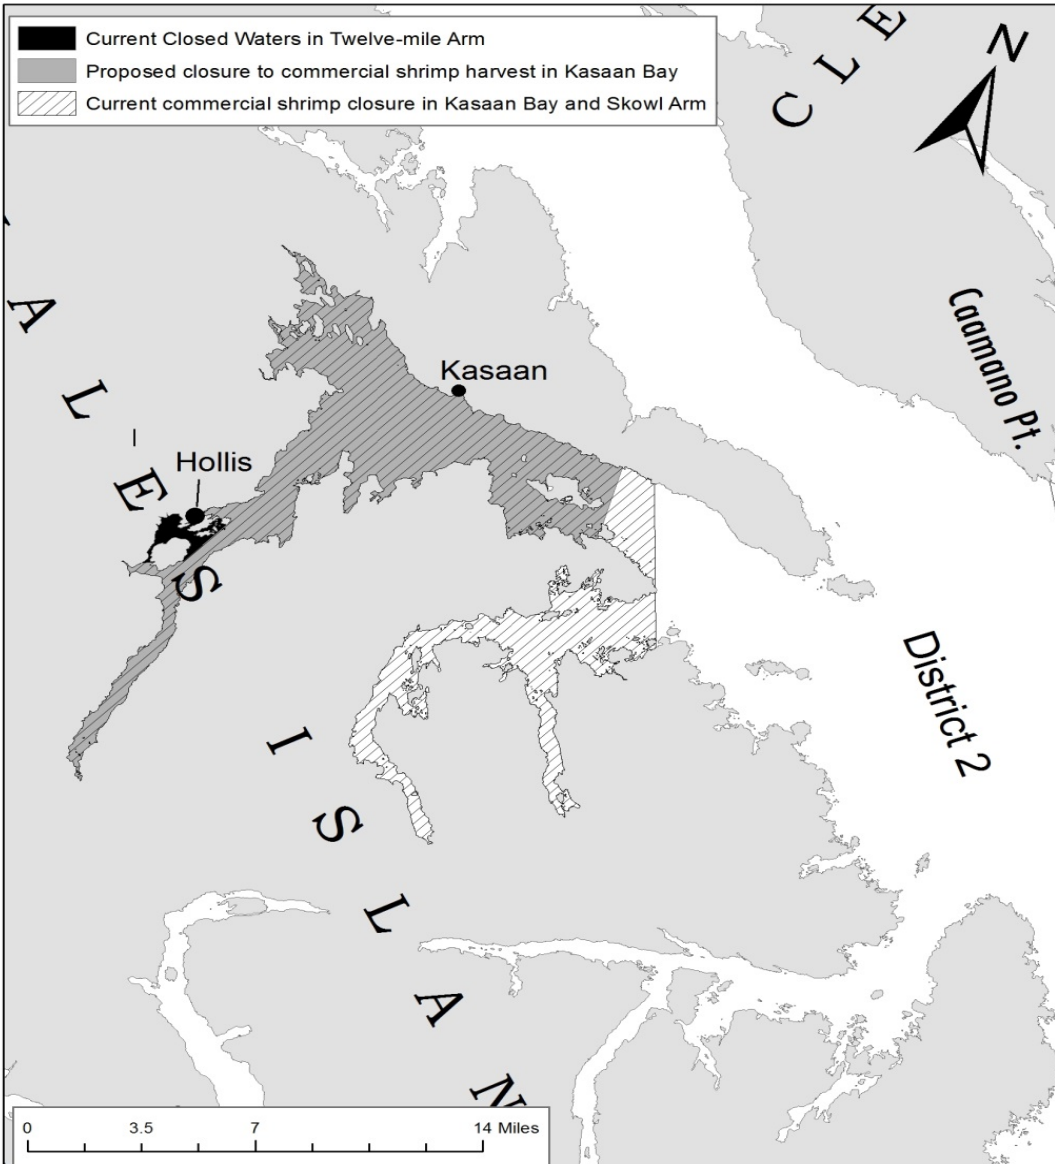 Current Closed Waters in Twelve-mile Arm
Proposed closure to commercial shrimp harvest in Kasaan Bay
Current commercial shrimp closure in Kasaan Bay and Skowl Arm
CLE
N
Caamano Pt.
ALES
Kasaan
Hollis
District 2
ISLAN
0 3.5 7 14 Miles